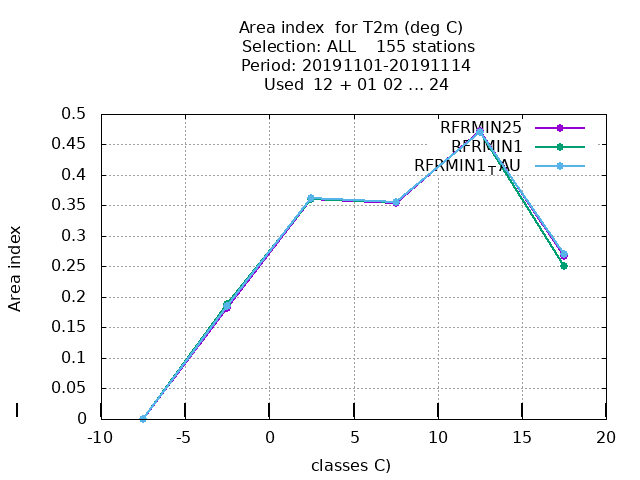 Area index  for T2m (deg C)
Selection: ALL    155 stations
Period: 20191101-20191114
Used  12 + 01 02 ... 24
0.5
0.45
0.4
0.35
0.3
0.25
0.2
0.15
0.1
0.05
0
Area index
RFRMIN25
RFRMIN1
RFRMIN1TAU
-10 -5 0 5 10 15 20
classes C)